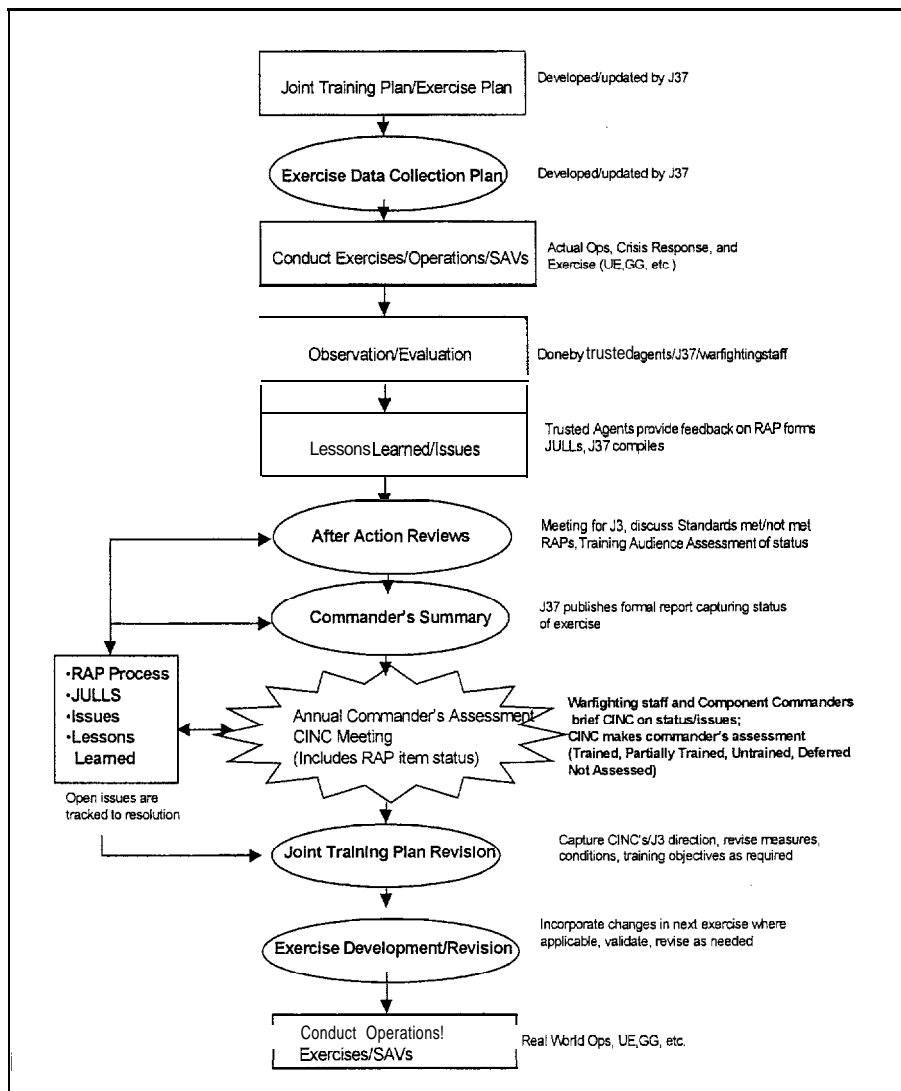 Joint Training Plan/Exercise Plan
Developed/updated by J37
Exercise Data Collection Plan
Developed/updated by J37
Conduct Exercises/Operations/SAVs
Actual Ops, Crisis Response, and
Exercise (UE,GG, etc.)
Observation/Evaluation
Doneby trustedagents/J37/warfightingstaff
Lessons Learned/Issues
Trusted Agents provide feedback on RAP forms
JULLs, J37 compiles
After Action Reviews
Meeting for J3, discuss Standards met/not met
RAPs, Training Audience Assessment of status
Commander's Summary
J37 publishes formal report capturing status
of exercise
•RAP Process
•JULLS
•Issues
•Lessons
Learned
Open issues are
tracked to resolution
Annual Commander's Assessment
CINC Meeting
(Includes RAP item status)
Warfighting staff and Component Commanders
brief CINC on status/issues;
CINC makes commander's assessment
(Trained, Partially Trained, Untrained, Deferred
Not Assessed)
Joint Training Plan Revision
Capture CINC's/J3 direction, revise measures,
conditions, training objectives as required
Exercise Development/Revision
Incorporate changes in next exercise where
applicable, validate, revise as needed
Conduct Operations!
Exercises/SAVs
Real World Ops, UE,GG, etc.